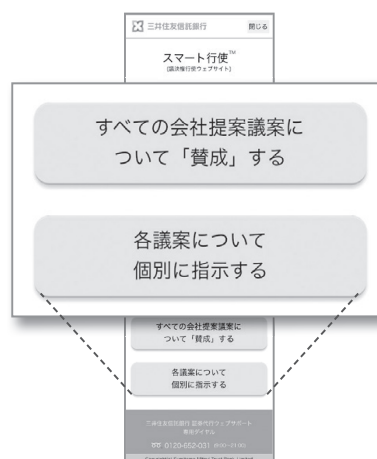 三井住友信託銀行
閉じる
スマート行使™
[議決権行使ウェブサイト]
すべての会社提案議案に
ついて「賛成」する
各議案について
個別に指示する
すべての会社提案議案に
ついて「賛成」する
各議案について
個別に指示する
三井住友信託銀行 証券代行ウェブサポート
専用ダイヤル
0120-652-031 (9:00~21:00)